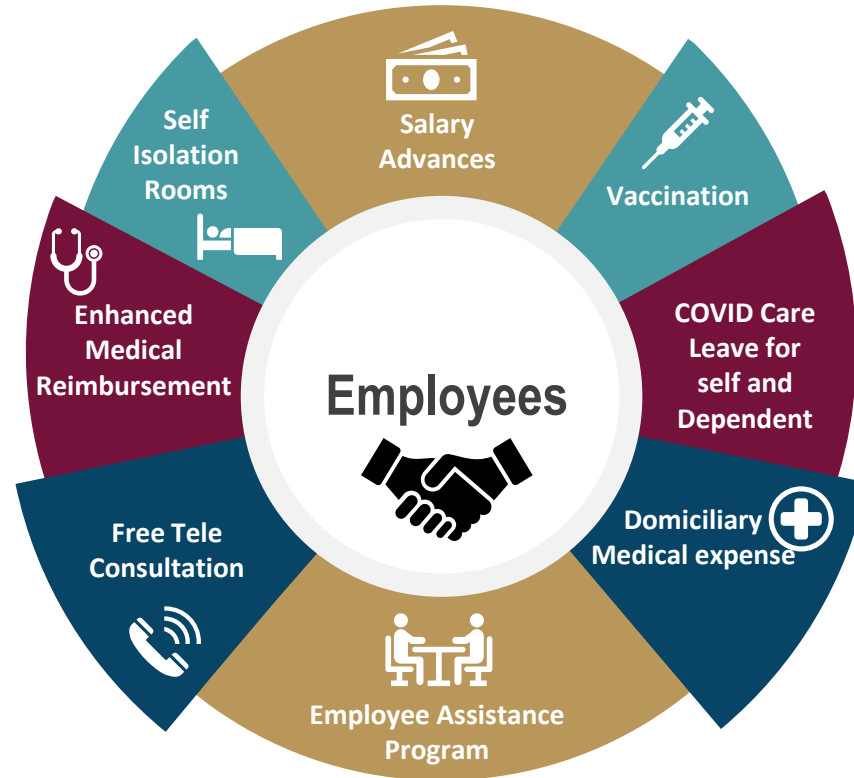 Salary
Advances
Vaccination
COVID Care
Leave for
self and
Dependent
Domiciliary
Medical expense
Employee Assistance
Program
Free Tele
Consultation
Enhanced
Medical
Reimbursement
Self
Isolation
Rooms
Employees